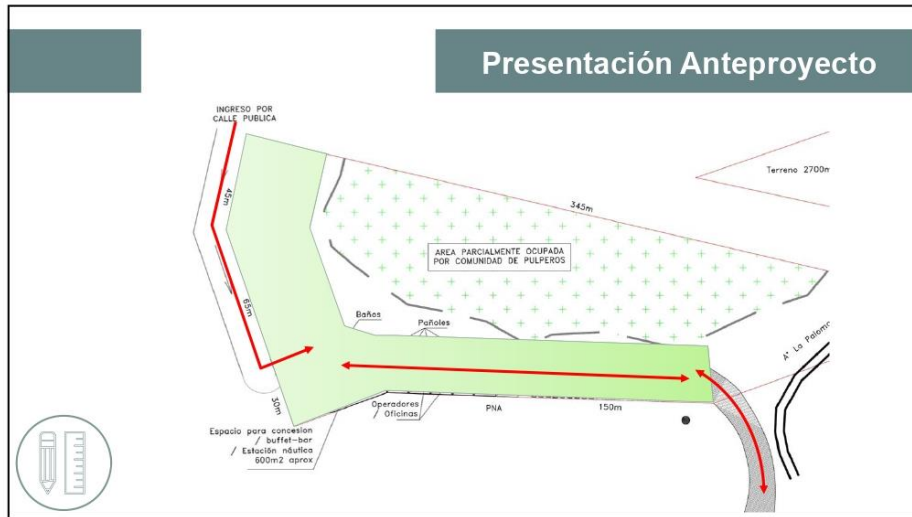 Presentación Anteproyecto
INGRESO POR
CALLE PUBLICA
45m
65m
30m
345m
Terreno 2700m
AREA PARCIALMENTE OCUPADA
POR COMUNIDAD DE PULPEROS
Baños
Pañoles
A° La Paloma
Operadores
/ Oficinas
PNA
150m
Espacio para concesion
/ buffet-bar
/ Estación náutica
600m2 aprox